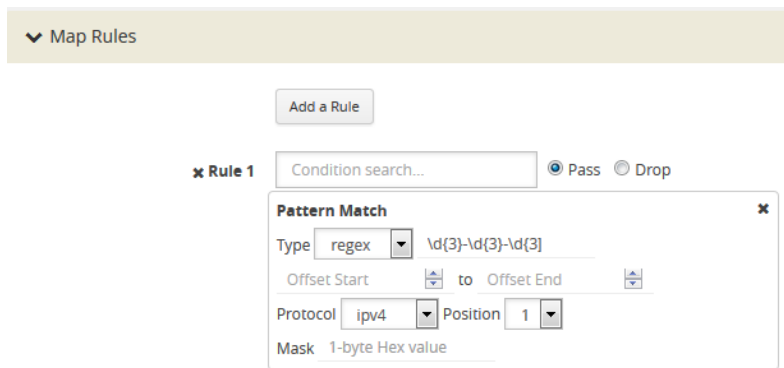 Map Rules
Add a Rule
× Rule 1 Condition search... Pass Drop
Pattern Match ×
Type regex \d{3}-\d{3}-\d{3]
Offset Start to Offset End
Protocol ipv4 Position 1
Mask 1-byte Hex value